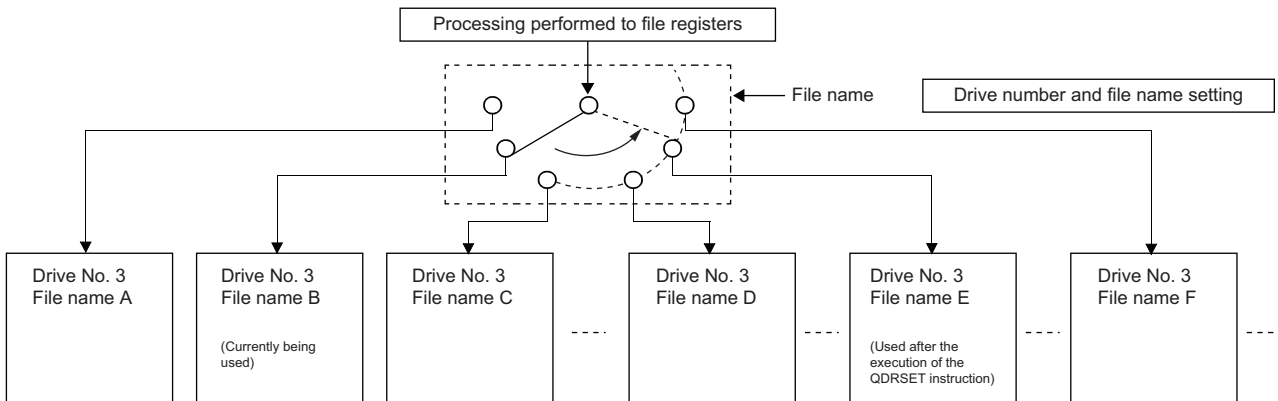 Processing performed to file registers
File name
Drive number and file name setting
Drive No. 3
File name A
Drive No. 3
File name B
(Currently being
used)
Drive No. 3
File name C
Drive No. 3
File name D
Drive No. 3
File name E
(Used after the
execution of the
QDRSET instruction)
Drive No. 3
File name F